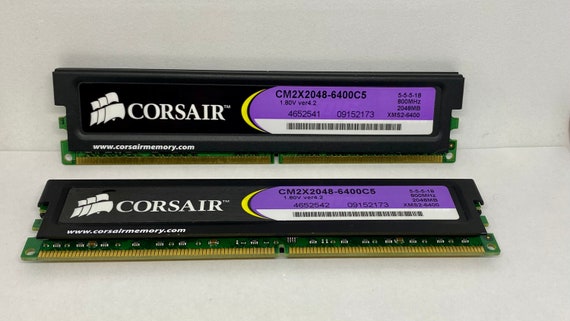 CORSAIR™
www.corsairmemory.com
CM2X2048-6400C5
1.80V ver4.2
4652541 09152173
5-5-5-18
800MHz
2048MB
XMS2-6400
CORSAIR™
www.corsairmemory.com
CM2X2048-6400C5
1.80V ver4.2
4652542 09152173
5-5-5-18
800MHz
2048MB
XMS2-6400